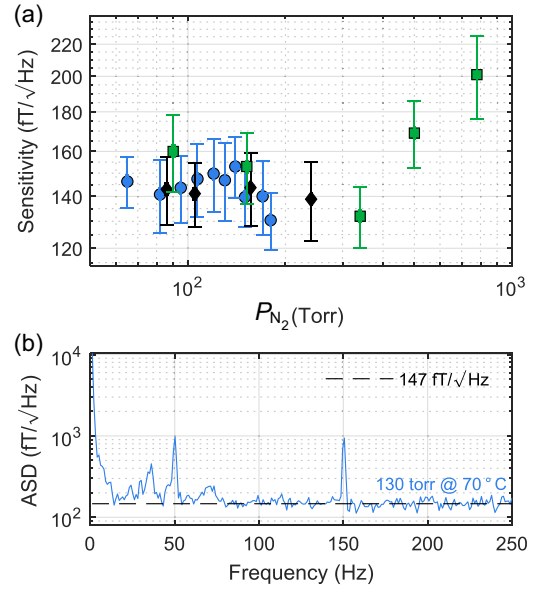 (a)
220
200
180
160
140
120
Sensitivity (fT/√Hz)
10²
10³
P_N₂ (Torr)
(b)
10⁴
10³
10²
ASD (fT/√Hz)
147 fT/√Hz
130 torr @ 70 °C
0 50 100 150 200 250
Frequency (Hz)